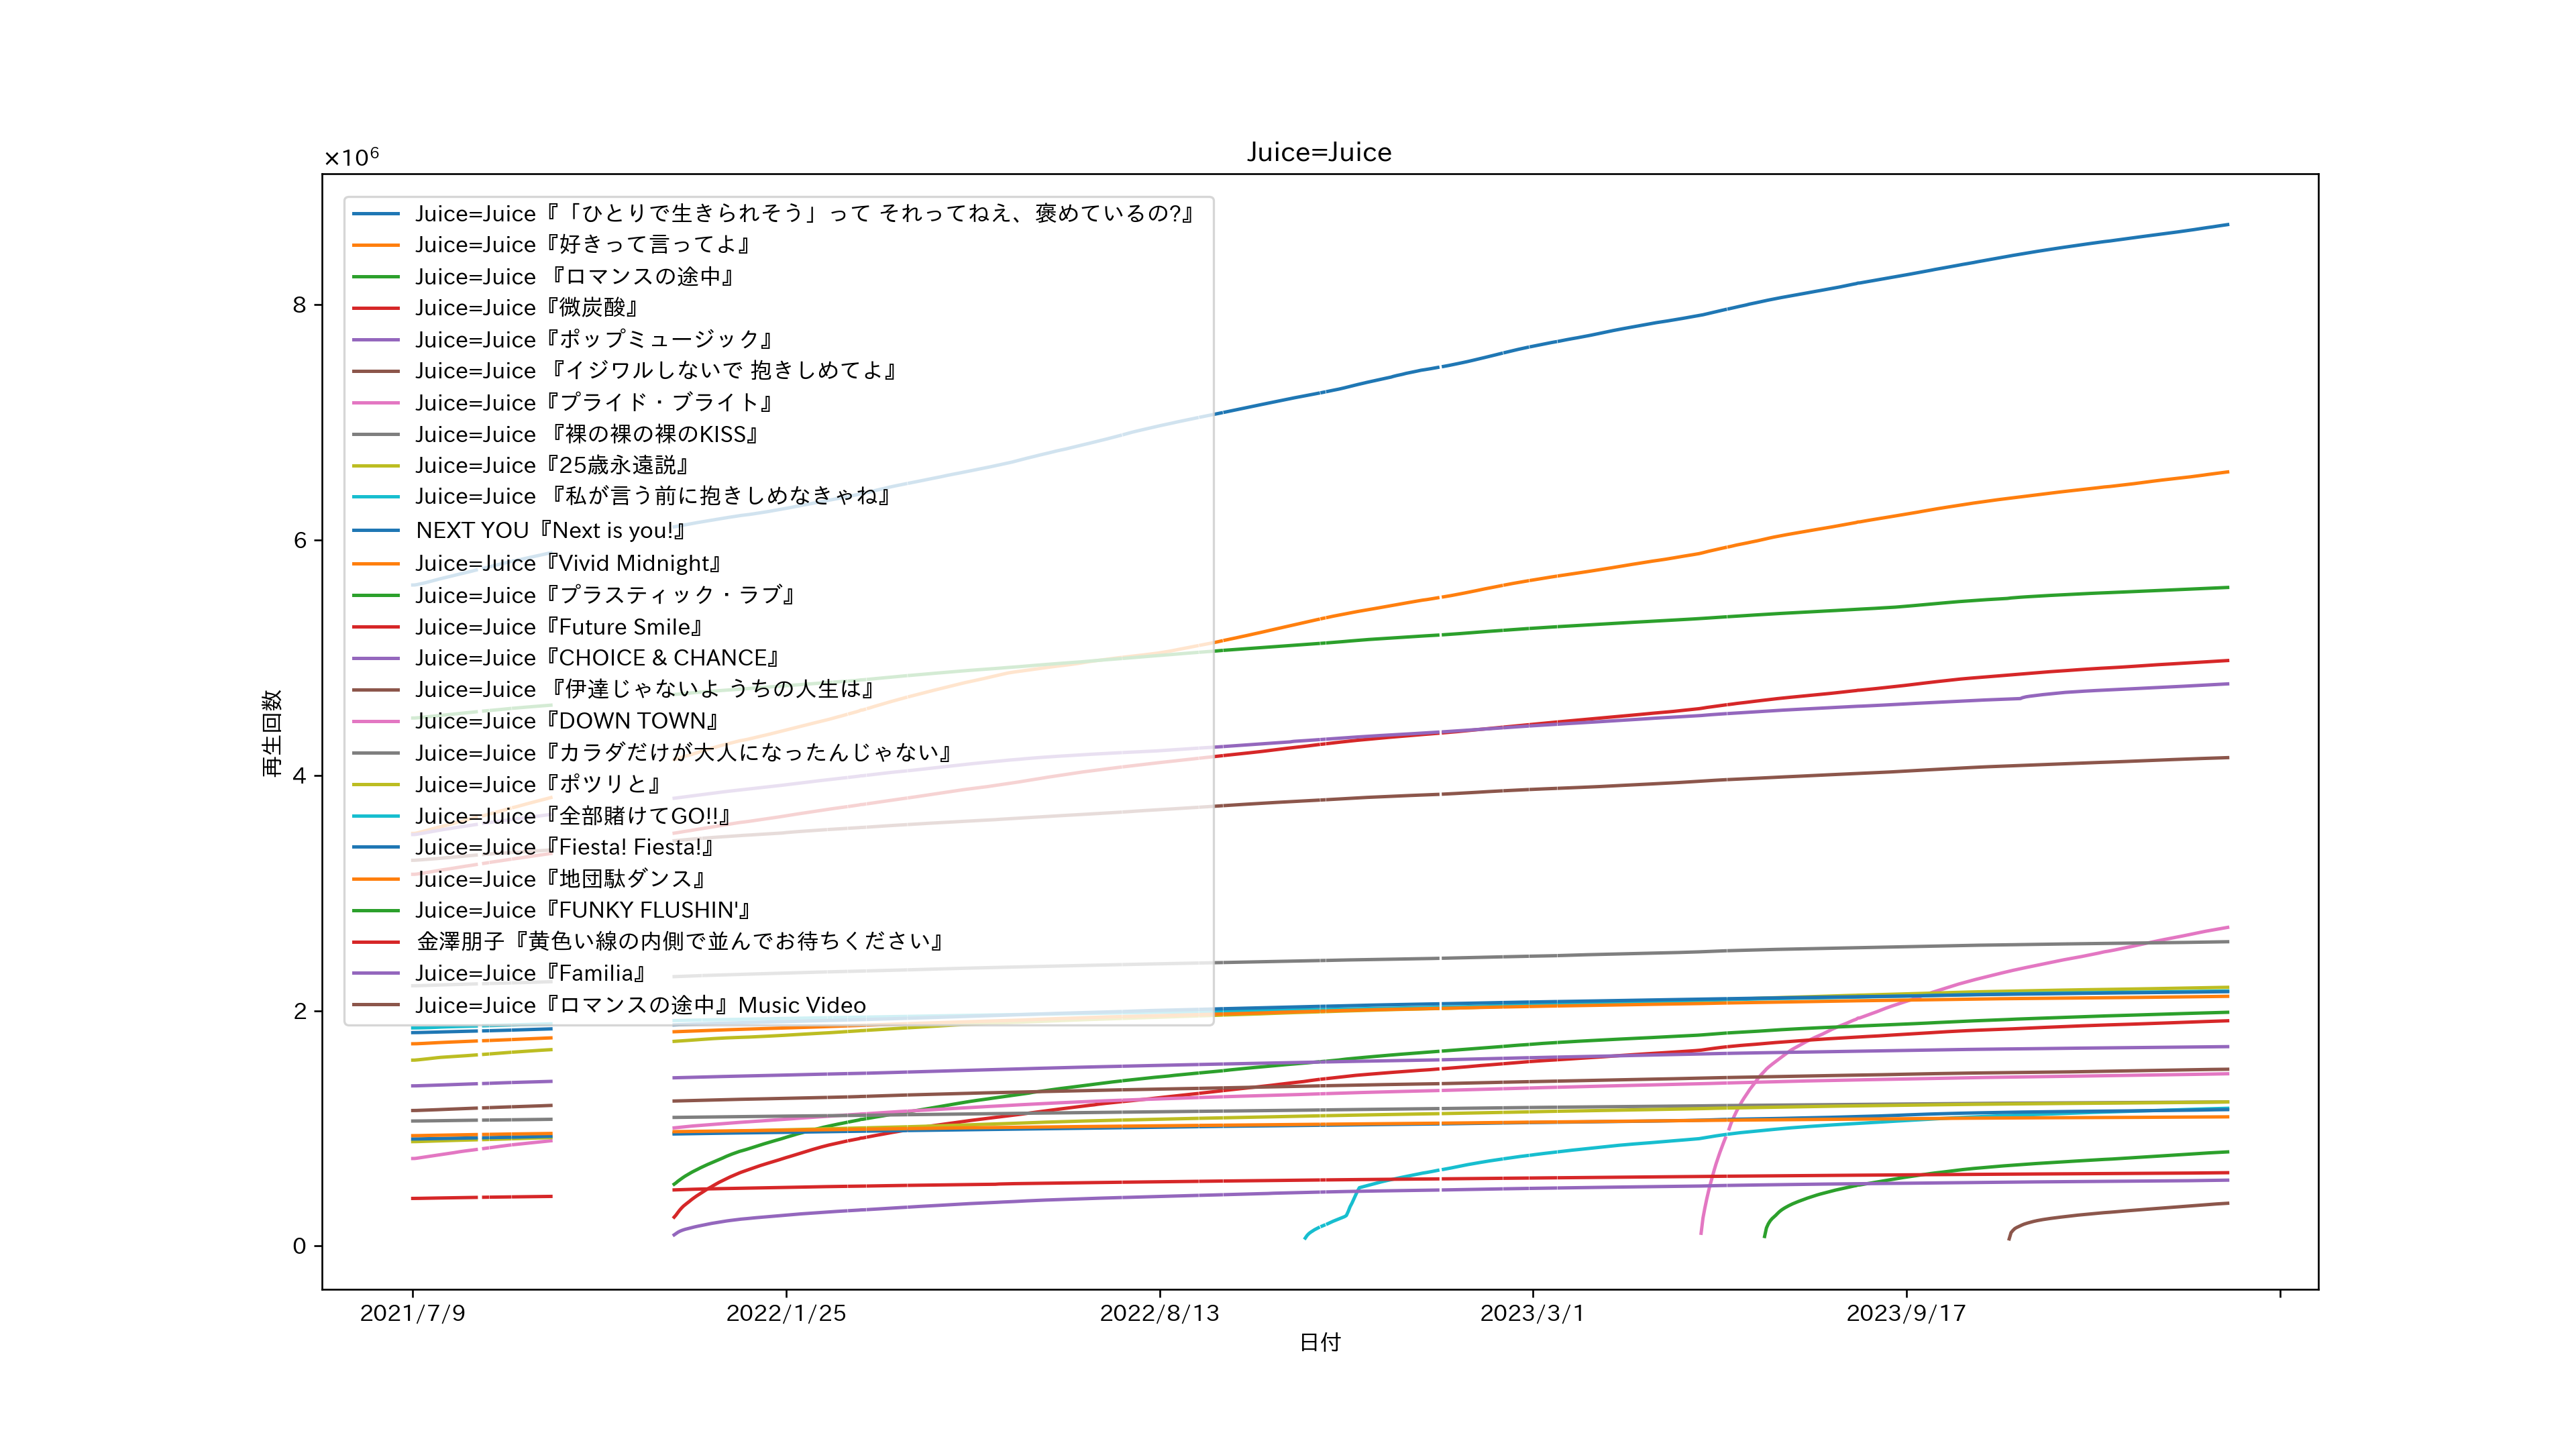 Juice=Juice
×10⁶
Juice=Juice『「ひとりで生きられそう」って それってねえ、褒めているの?』
Juice=Juice『好きって言ってよ』
Juice=Juice 『ロマンスの途中』
Juice=Juice『微炭酸』
Juice=Juice『ポップミュージック』
Juice=Juice 『イジワルしないで 抱きしめてよ』
Juice=Juice『プライド・ブライト』
Juice=Juice 『裸の裸の裸のKISS』
Juice=Juice『25歳永遠説』
Juice=Juice 『私が言う前に抱きしめなきゃね』
NEXT YOU『Next is you!』
Juice=Juice『Vivid Midnight』
Juice=Juice『プラスティック・ラブ』
Juice=Juice『Future Smile』
Juice=Juice『CHOICE & CHANCE』
Juice=Juice 『伊達じゃないよ うちの人生は』
Juice=Juice『DOWN TOWN』
Juice=Juice『カラダだけが大人になったんじゃない』
Juice=Juice『ポツリと』
Juice=Juice『全部賭けてGO!!』
Juice=Juice『Fiesta! Fiesta!』
Juice=Juice『地団駄ダンス』
Juice=Juice『FUNKY FLUSHIN'』
金澤朋子『黄色い線の内側で並んでお待ちください』
Juice=Juice『Familia』
Juice=Juice『ロマンスの途中』Music Video
8
6
4
2
0
再生回数
2021/7/9
2022/1/25
2022/8/13
2023/3/1
2023/9/17
日付